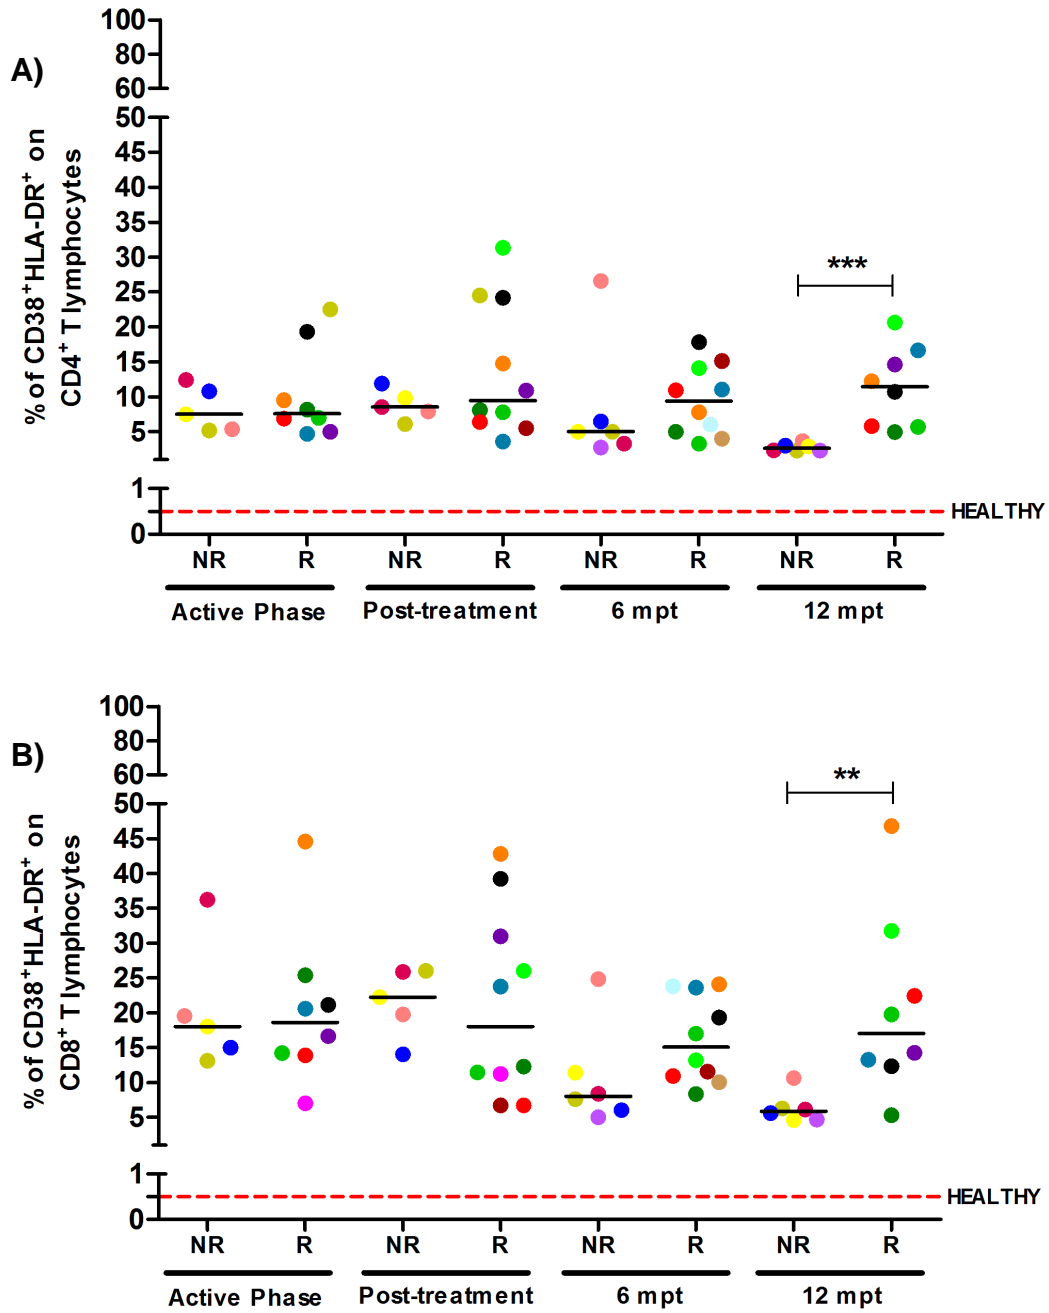 A)
% of CD38⁺HLA-DR⁺ on
CD4⁺ T lymphocytes
100
80
60
50
45
40
35
30
25
20
15
10
5
1
0
***
HEALTHY
NR R NR R NR R NR R
Active Phase Post-treatment 6 mpt 12 mpt
B)
% of CD38⁺HLA-DR⁺ on
CD8⁺ T lymphocytes
100
80
60
50
45
40
35
30
25
20
15
10
5
1
0
**
HEALTHY
NR R NR R NR R NR R
Active Phase Post-treatment 6 mpt 12 mpt